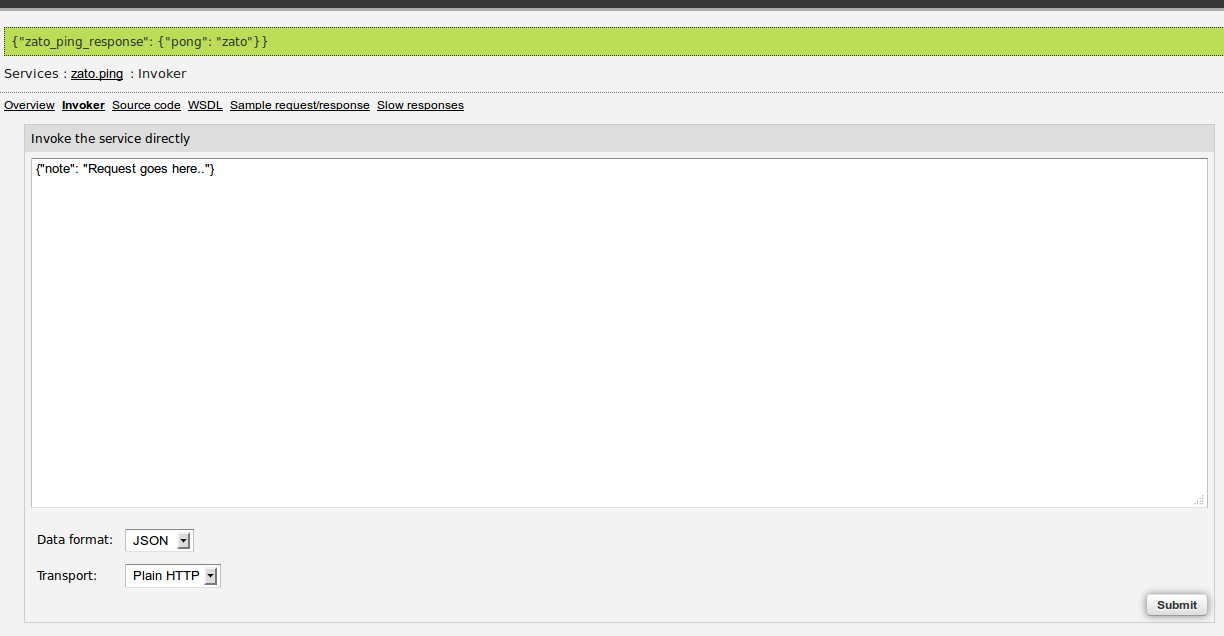 {"zato_ping_response": {"pong": "zato"}}
Services : zato.ping : Invoker
Overview Invoker Source code WSDL Sample request/response Slow responses
Invoke the service directly
{"note": "Request goes here.."}
Data format: JSON
Transport: Plain HTTP
Submit